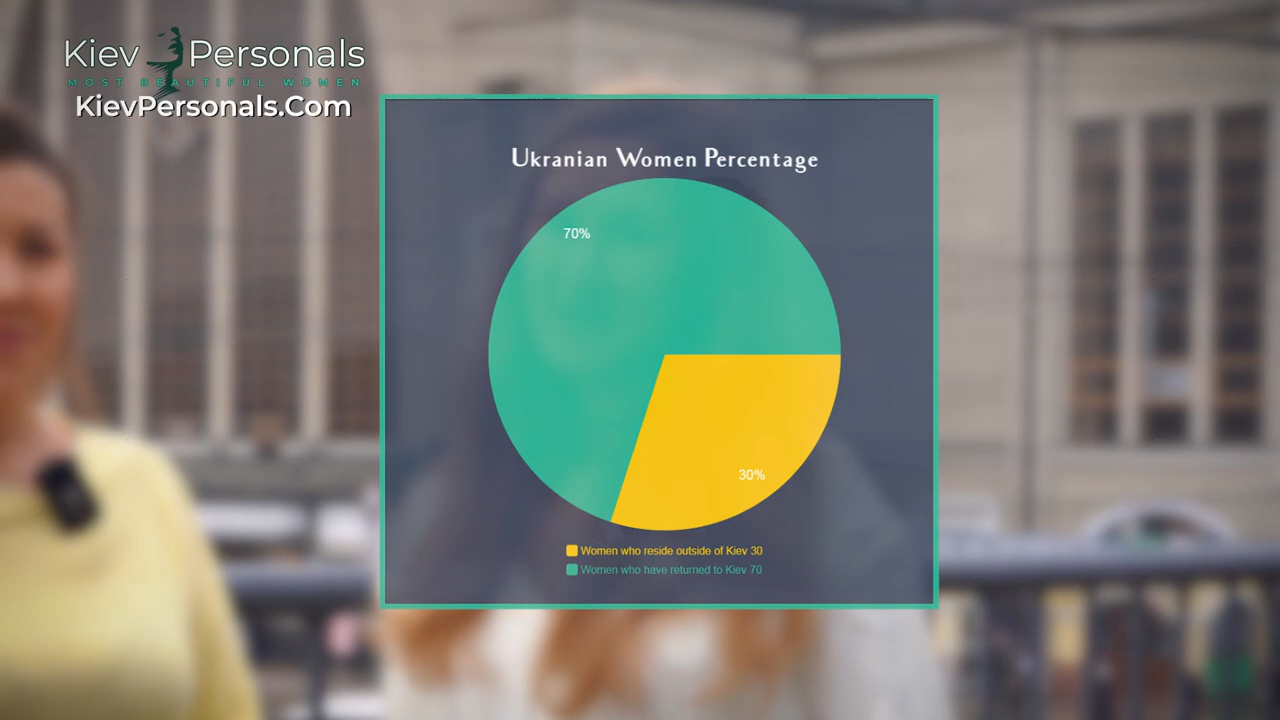 Kiev Personals
MOST BEAUTIFUL WOMEN
KievPersonals.Com
Ukranian Women Percentage
70%
30%
Women who reside outside of Kiev 30
Women who have returned to Kiev 70